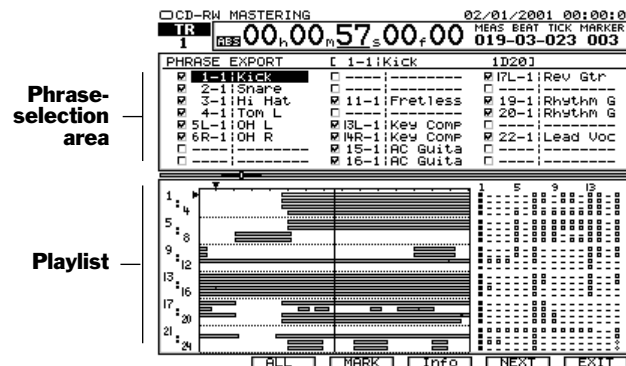 CD-RW MASTERING 02/01/2001 00:00:0
TR 1 ABS 00h00m57s00f00 MEAS BEAT TICK MARKER 019-03-023 003
PHRASE EXPORT [ 1-1¦Kick 1D20]
1-1¦Kick ----¦-------- 17L-1¦Rev Gtr
2-1¦Snare ----¦-------- ----¦--------
3-1¦Hi Hat 11-1¦Fretless 19-1¦Rhythm G
4-1¦Tom L ----¦-------- 20-1¦Rhythm G
5L-1¦OH L 13L-1¦Key Comp ----¦--------
6R-1¦OH R 14R-1¦Key Comp 22-1¦Lead Voc
----¦-------- 15-1¦AC Guita ----¦--------
----¦-------- 16-1¦AC Guita ----¦--------
Phrase-
selection
area
1 5 9 13
1
: 4
5
: 8
9
: 12
13
: 16
17
: 20
21
: 24
Playlist
ALL MARK Info NEXT EXIT